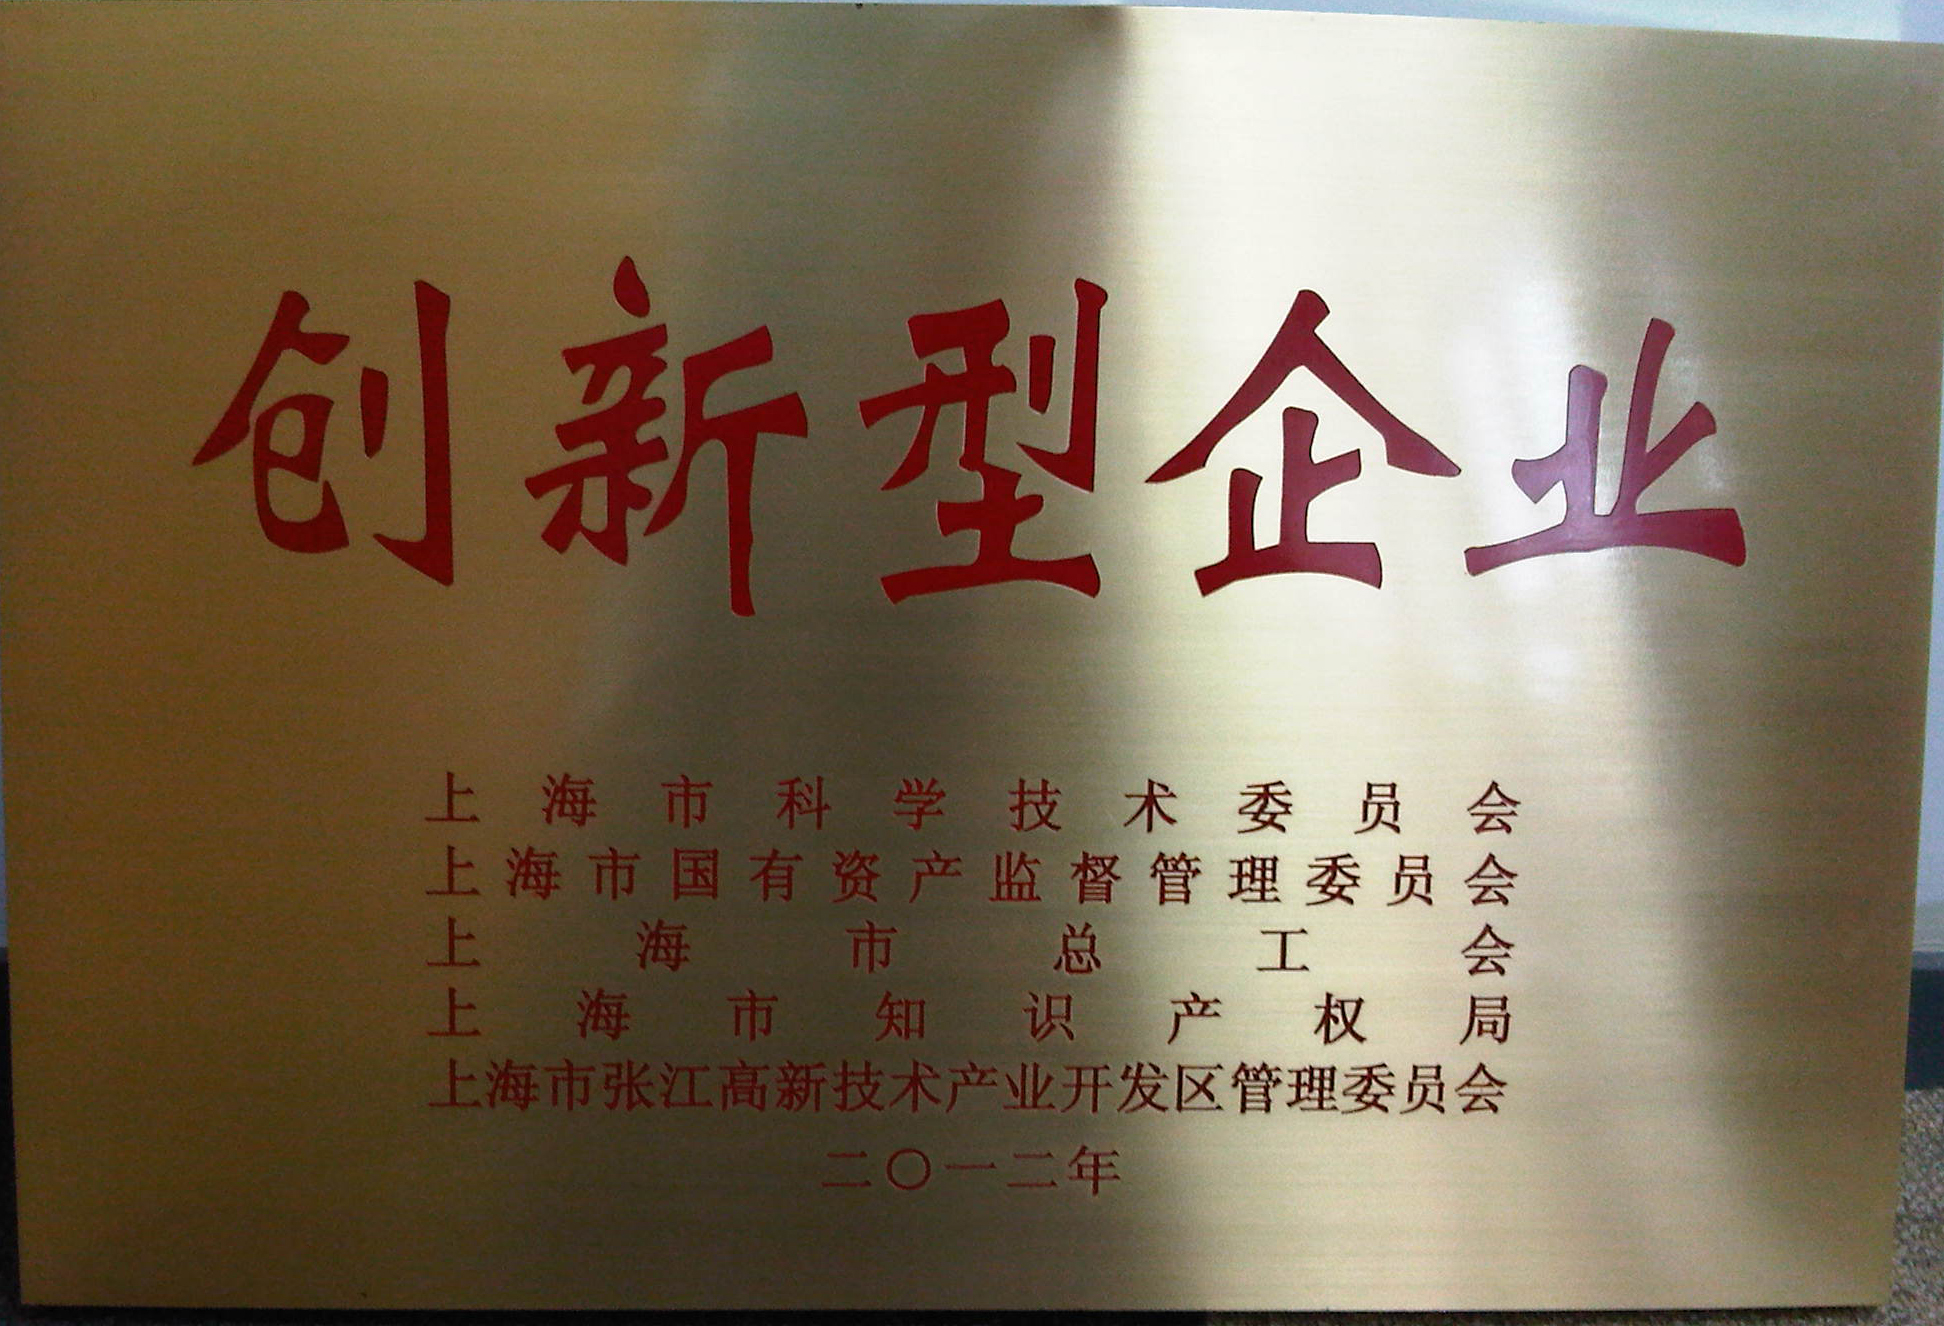 创新型企业
上海市科学技术委员会
上海市国有资产监督管理委员会
上海市总工会
上海市知识产权局
上海市张江高新技术产业开发区管理委员会
二〇一二年